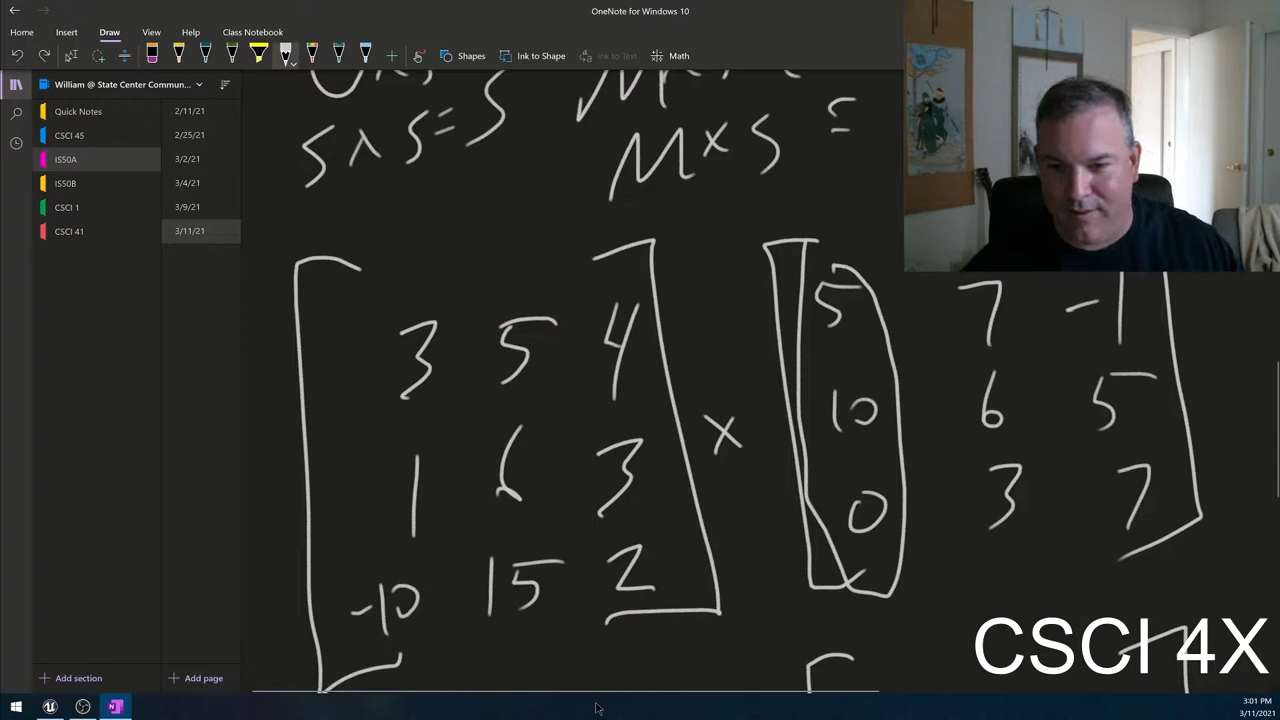 OneNote for Windows 10
Home Insert Draw View Help Class Notebook
Shapes Ink to Shape Ink to Text Math
William @ State Center Commun...
Quick Notes 2/11/21
CSCI 45 2/25/21
IS50A 3/2/21
IS50B 3/4/21
CSCI 1 3/9/21
CSCI 41 3/11/21
S x S = S M x S =
3 5 4
1 6 3
-10 15 2
x
5 7 -1
10 6 5
0 3 7
CSCI 4X
+ Add section + Add page
3:01 PM
3/11/2021